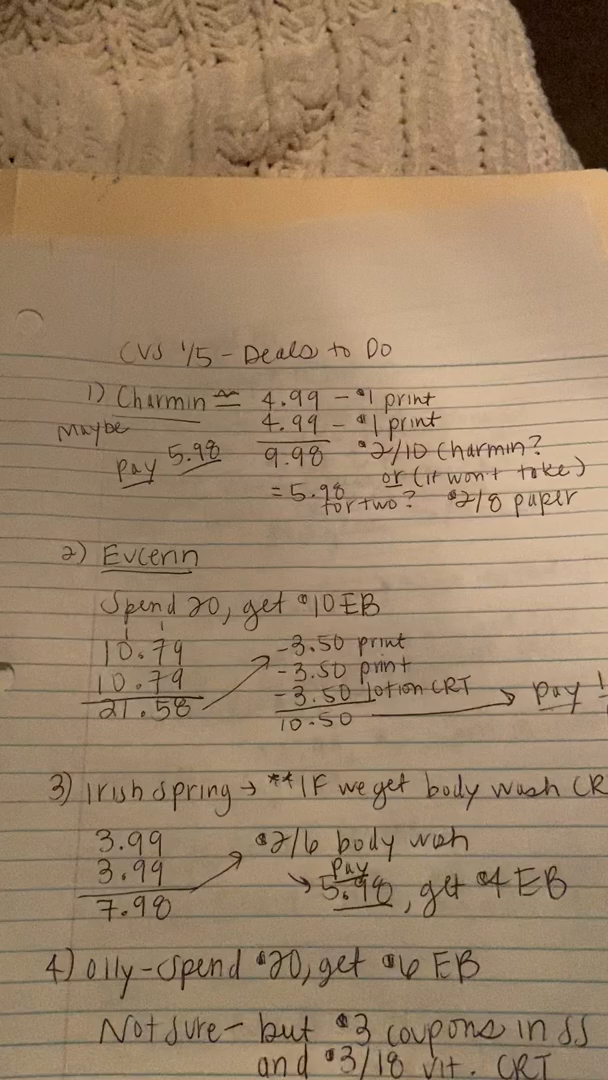 CVS 1/5 - Deals to Do
1) Charmin 4.99 - $1 print
Maybe 4.99 - $1 print
pay 5.98 9.98 $2/10 Charmin?
or (it won't take)
= 5.98 for two? $2/8 paper
2) Eucerin
Spend 20, get $10 EB
10.79 -3.50 print
10.79 -3.50 print
21.58 -3.50 lotion CRT
10.50 → pay
3) Irish Spring → **IF we get body wash CR
3.99 $2/6 body wash
3.99 pay
7.98 → 5.98, get $4 EB
4) Olly - Spend $20, get $6 EB
Not sure - but $3 coupons in SS
and $3/18 vit. CRT